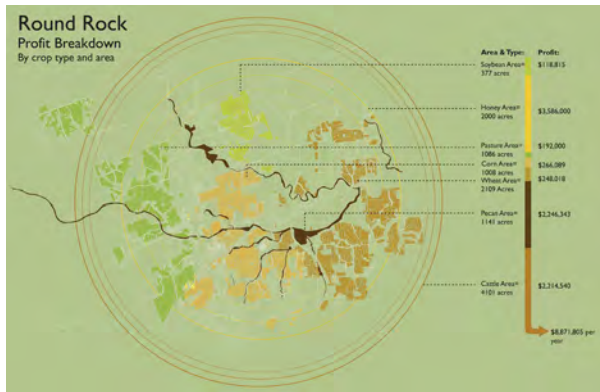 Round Rock
Profit Breakdown
By crop type and area
Area & Type: Profit:
Soybean Area= $118,815
377 acres
Honey Area= $3,586,000
2000 acres
Pasture Area= $192,000
1086 acres
Corn Area= $266,089
1008 acres
Wheat Area= $248,018
2109 Acres
Pecan Area= $2,246,343
1141 acres
Cattle Area= $2,314,540
4101 acres
$8,871,805 per
year